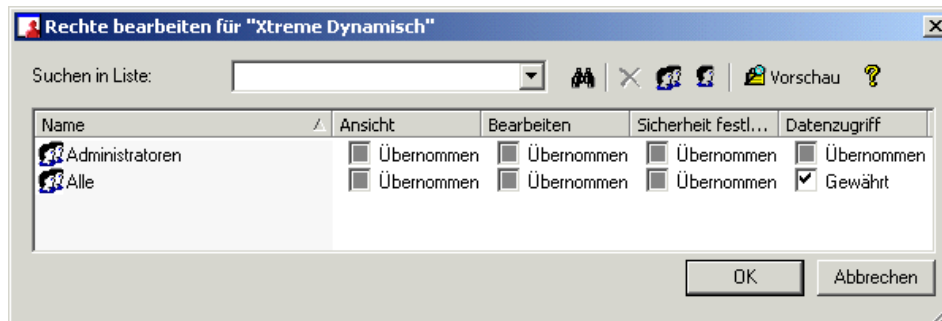 Rechte bearbeiten für "Xtreme Dynamisch"
Suchen in Liste: Vorschau
Name Ansicht Bearbeiten Sicherheit festl... Datenzugriff
Administratoren Übernommen Übernommen Übernommen Übernommen
Alle Übernommen Übernommen Übernommen Gewährt
OK Abbrechen